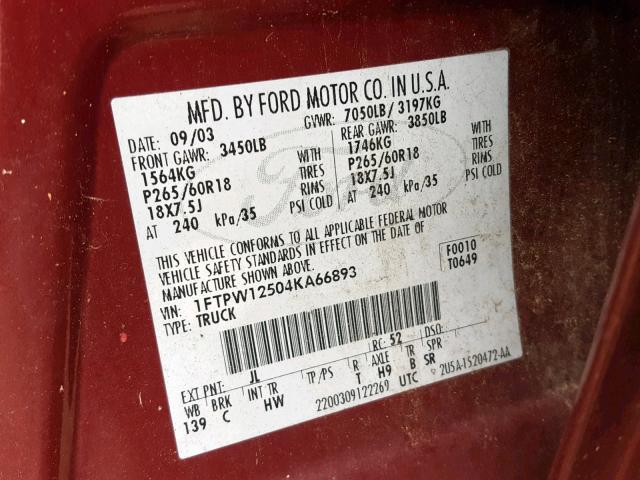 MFD. BY FORD MOTOR CO. IN U.S.A.
DATE: 09/03 GVWR: 7050LB/ 3197KG
FRONT GAWR: 3450LB REAR GAWR: 3850LB
1564KG WITH 1746KG WITH
P265/60R18 TIRES P265/60R18 TIRES
18X7.5J RINS 18X7.5J RINS
AT 240 kPa/35 PSI COLD AT 240 kPa/35 PSI COLD
THIS VEHICLE CONFORMS TO ALL APPLICABLE FEDERAL MOTOR
VEHICLE SAFETY STANDARDS IN EFFECT ON THE DATE OF
MANUFACTURE SHOWN ABOVE.
VIN: 1FTPW12504KA66893 F0010
TYPE: TRUCK T0649
Ford
EXT PNT: JL RC: 52 DSO:
WB BRK INT TR TP/PS R AXLE TR SPR
139 C HW T H9 B SR
2200309122269 UTC 2U5A-1520472-AA